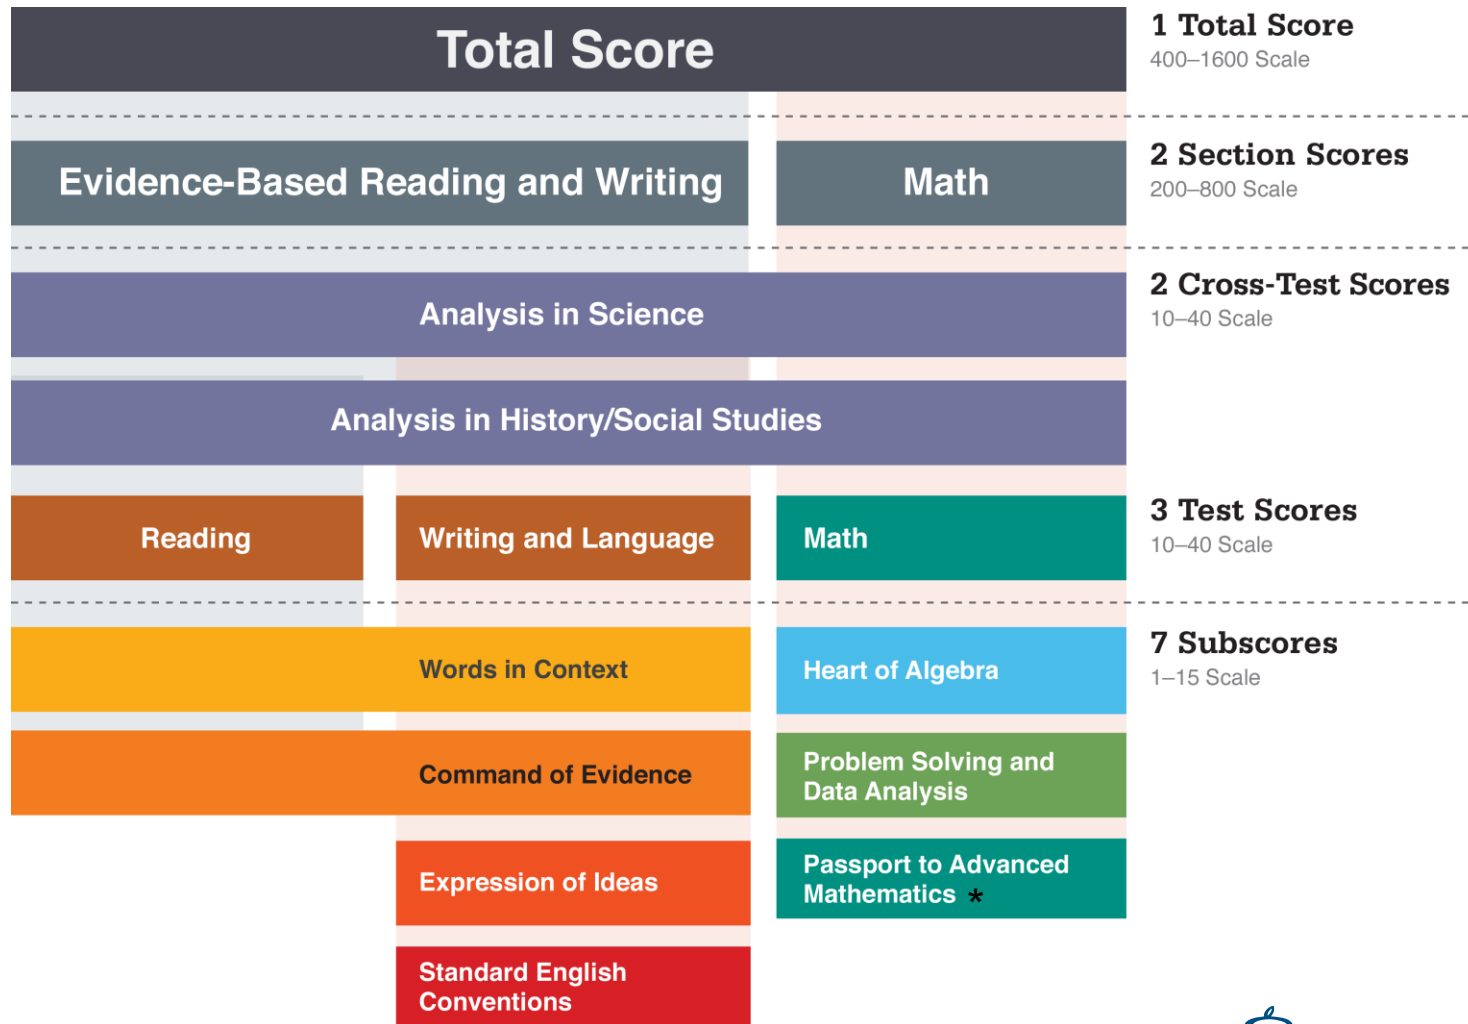 Total Score
1 Total Score
400–1600 Scale
Evidence-Based Reading and Writing
Math
2 Section Scores
200–800 Scale
Analysis in Science
2 Cross-Test Scores
10–40 Scale
Analysis in History/Social Studies
Reading
Writing and Language
Math
3 Test Scores
10–40 Scale
Words in Context
Heart of Algebra
7 Subscores
1–15 Scale
Command of Evidence
Problem Solving and
Data Analysis
Expression of Ideas
Passport to Advanced
Mathematics *
Standard English
Conventions